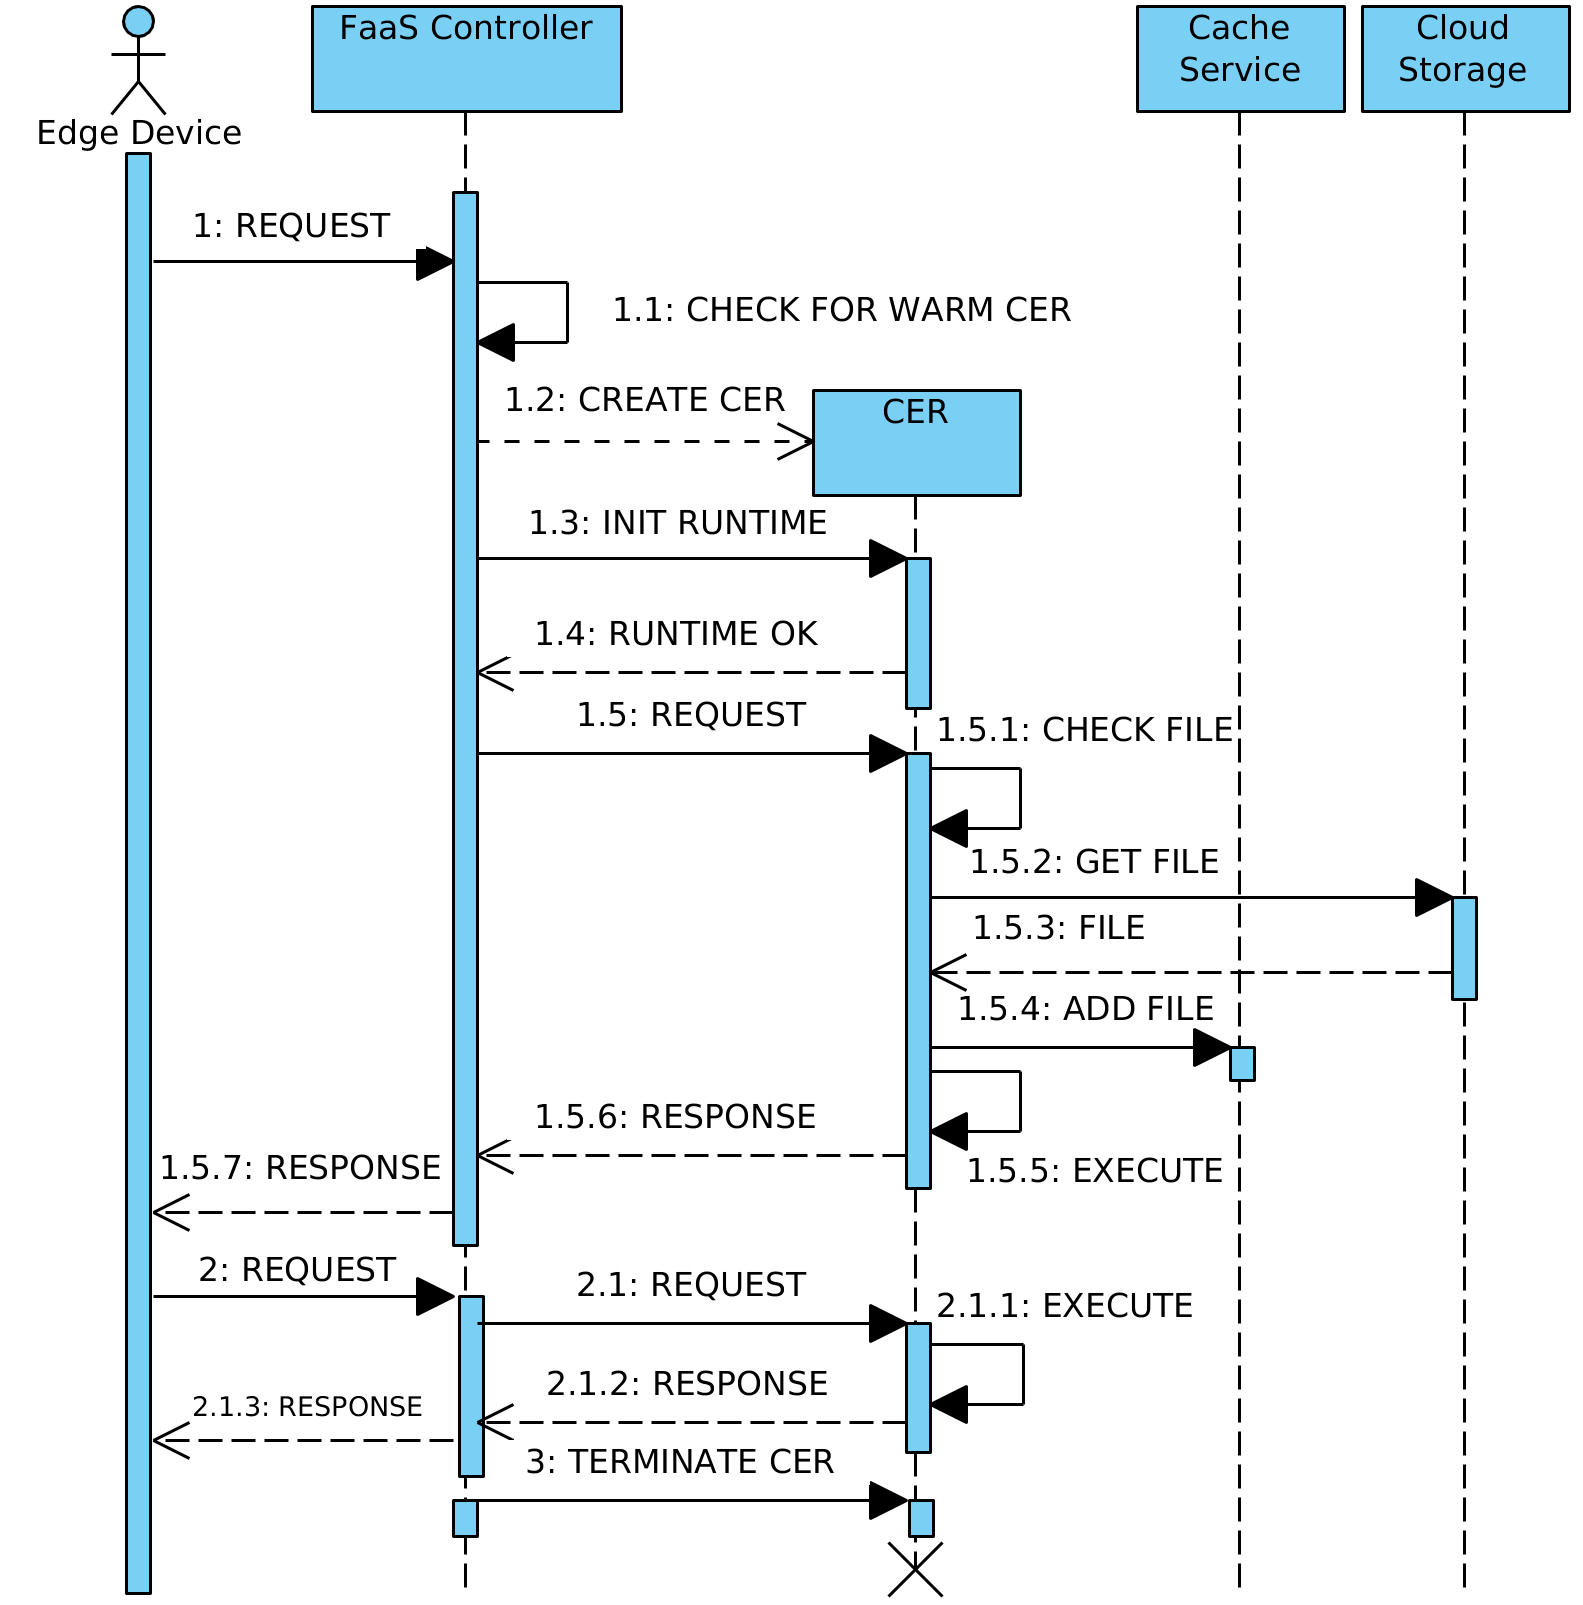 FaaS Controller
Cache
Service
Cloud
Storage
Edge Device
1: REQUEST
1.1: CHECK FOR WARM CER
1.2: CREATE CER
CER
1.3: INIT RUNTIME
1.4: RUNTIME OK
1.5: REQUEST
1.5.1: CHECK FILE
1.5.2: GET FILE
1.5.3: FILE
1.5.4: ADD FILE
1.5.6: RESPONSE
1.5.7: RESPONSE
1.5.5: EXECUTE
2: REQUEST
2.1: REQUEST
2.1.1: EXECUTE
2.1.2: RESPONSE
2.1.3: RESPONSE
3: TERMINATE CER